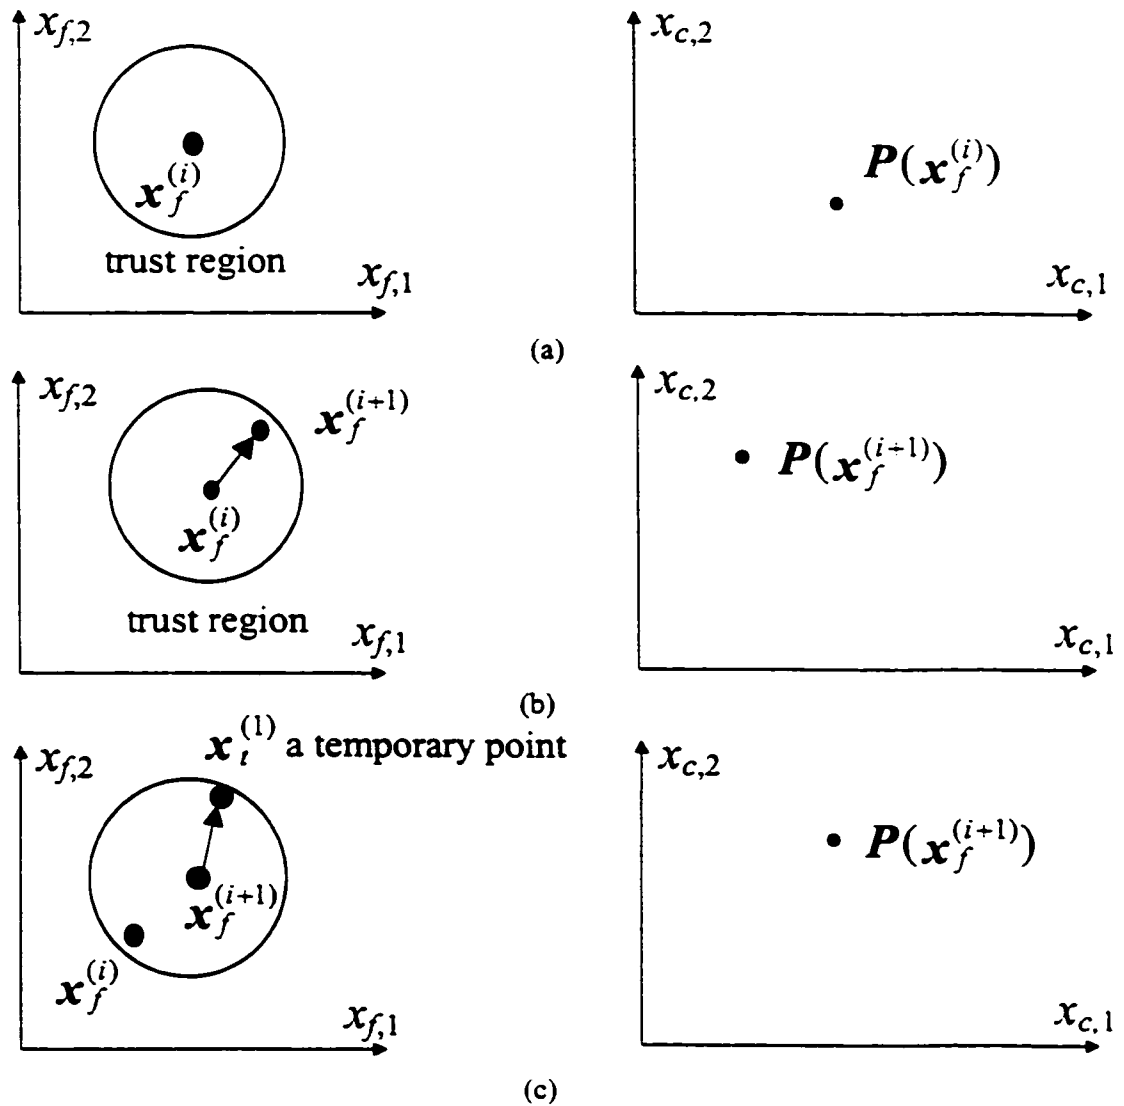 x_{f,2}
x_f^{(i)}
trust region
x_{f,1}
x_{c,2}
P(x_f^{(i)})
x_{c,1}
(a)
x_{f,2}
x_f^{(i+1)}
x_f^{(i)}
trust region
x_{f,1}
x_{c,2}
P(x_f^{(i+1)})
x_{c,1}
(b)
x_t^{(1)} a temporary point
x_{f,2}
x_f^{(i+1)}
x_f^{(i)}
x_{f,1}
x_{c,2}
P(x_f^{(i+1)})
x_{c,1}
(c)